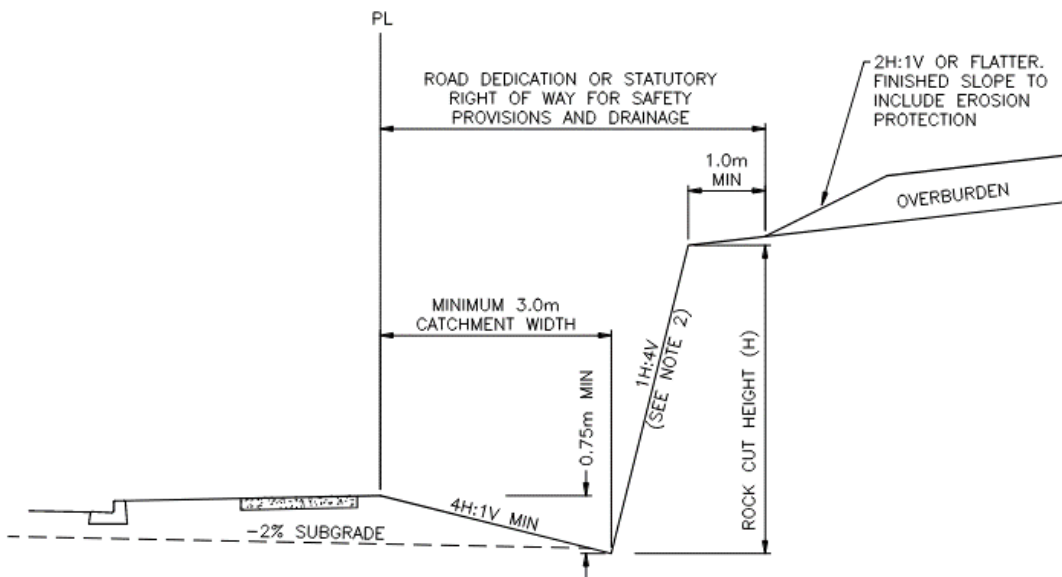 PL
ROAD DEDICATION OR STATUTORY
RIGHT OF WAY FOR SAFETY
PROVISIONS AND DRAINAGE
2H:1V OR FLATTER.
FINISHED SLOPE TO
INCLUDE EROSION
PROTECTION
1.0m
MIN
OVERBURDEN
MINIMUM 3.0m
CATCHMENT WIDTH
1H:4V
(SEE NOTE 2)
ROCK CUT HEIGHT (H)
0.75m MIN
4H:1V MIN
-2% SUBGRADE